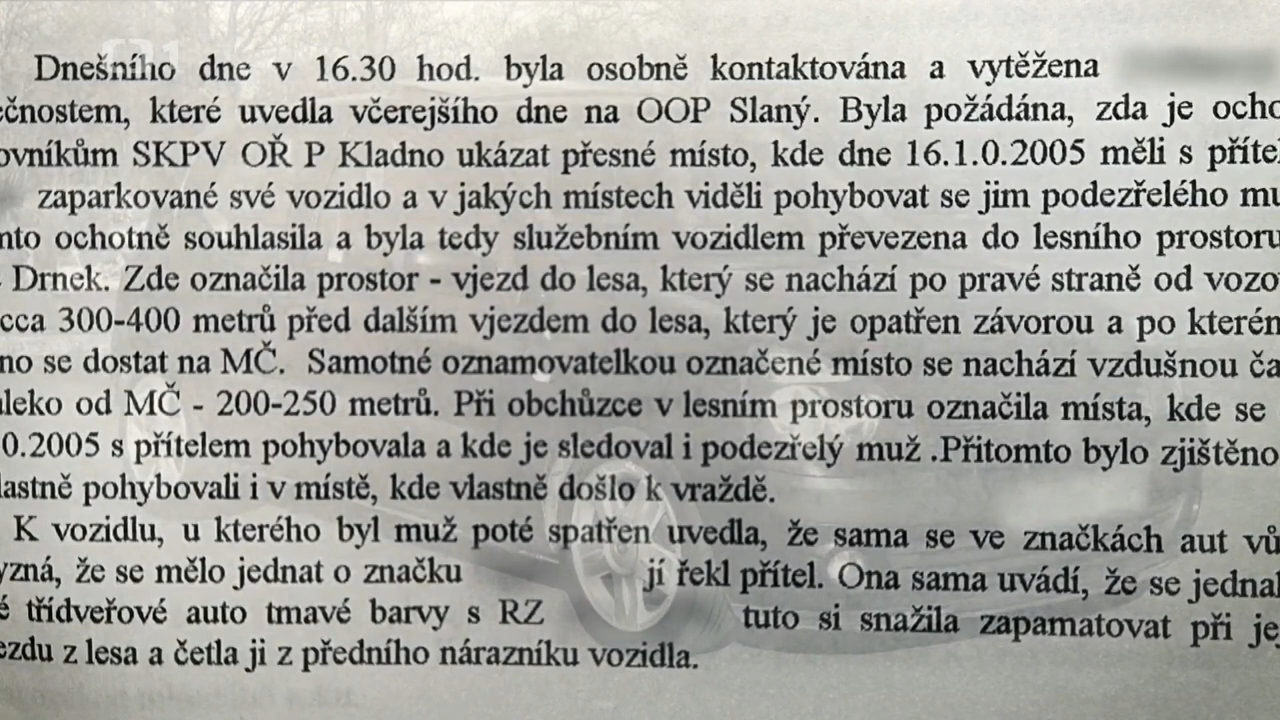 Dnešního dne v 16.30 hod. byla osobně kontaktována a vytěžena
ečnostem, které uvedla včerejšího dne na OOP Slaný. Byla požádána, zda je ocho
ovníkům SKPV OŘ P Kladno ukázat přesné místo, kde dne 16.1.0.2005 měli s příte
zaparkované své vozidlo a v jakých místech viděli pohybovat se jim podezřelého mu
nto ochotně souhlasila a byla tedy služebním vozidlem převezena do lesního prostoru
Drnek. Zde označila prostor - vjezd do lesa, který se nachází po pravé straně od vozo
cca 300-400 metrů před dalším vjezdem do lesa, který je opatřen závorou a po kterém
no se dostat na MČ. Samotné oznamovatelkou označené místo se nachází vzdušnou ča
aleko od MČ - 200-250 metrů. Při obchůzce v lesním prostoru označila místa, kde se
0.2005 s přítelem pohybovala a kde je sledoval i podezřelý muž .Přitomto bylo zjištěno
lastně pohybovali i v místě, kde vlastně došlo k vraždě.
K vozidlu, u kterého byl muž poté spatřen uvedla, že sama se ve značkách aut vů
yzná, že se mělo jednat o značku jí řekl přítel. Ona sama uvádí, že se jednal
é třídveřové auto tmavé barvy s RZ tuto si snažila zapamatovat při je
ezdu z lesa a četla ji z předního nárazníku vozidla.